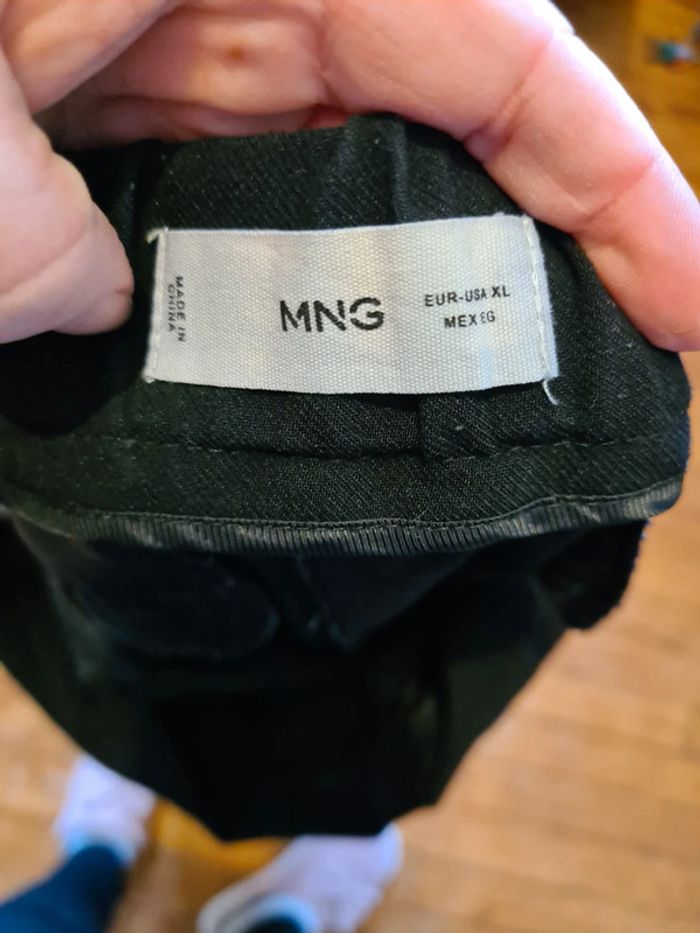 MADE IN
CHINA
MNG
EUR-USA XL
MEX EG